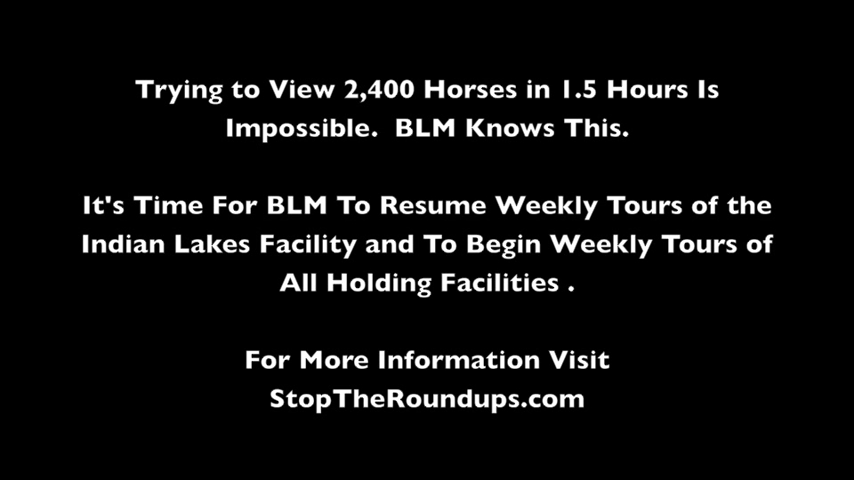 Trying to View 2,400 Horses in 1.5 Hours Is
Impossible.  BLM Knows This.
It's Time For BLM To Resume Weekly Tours of the
Indian Lakes Facility and To Begin Weekly Tours of
All Holding Facilities .
For More Information Visit
StopTheRoundups.com